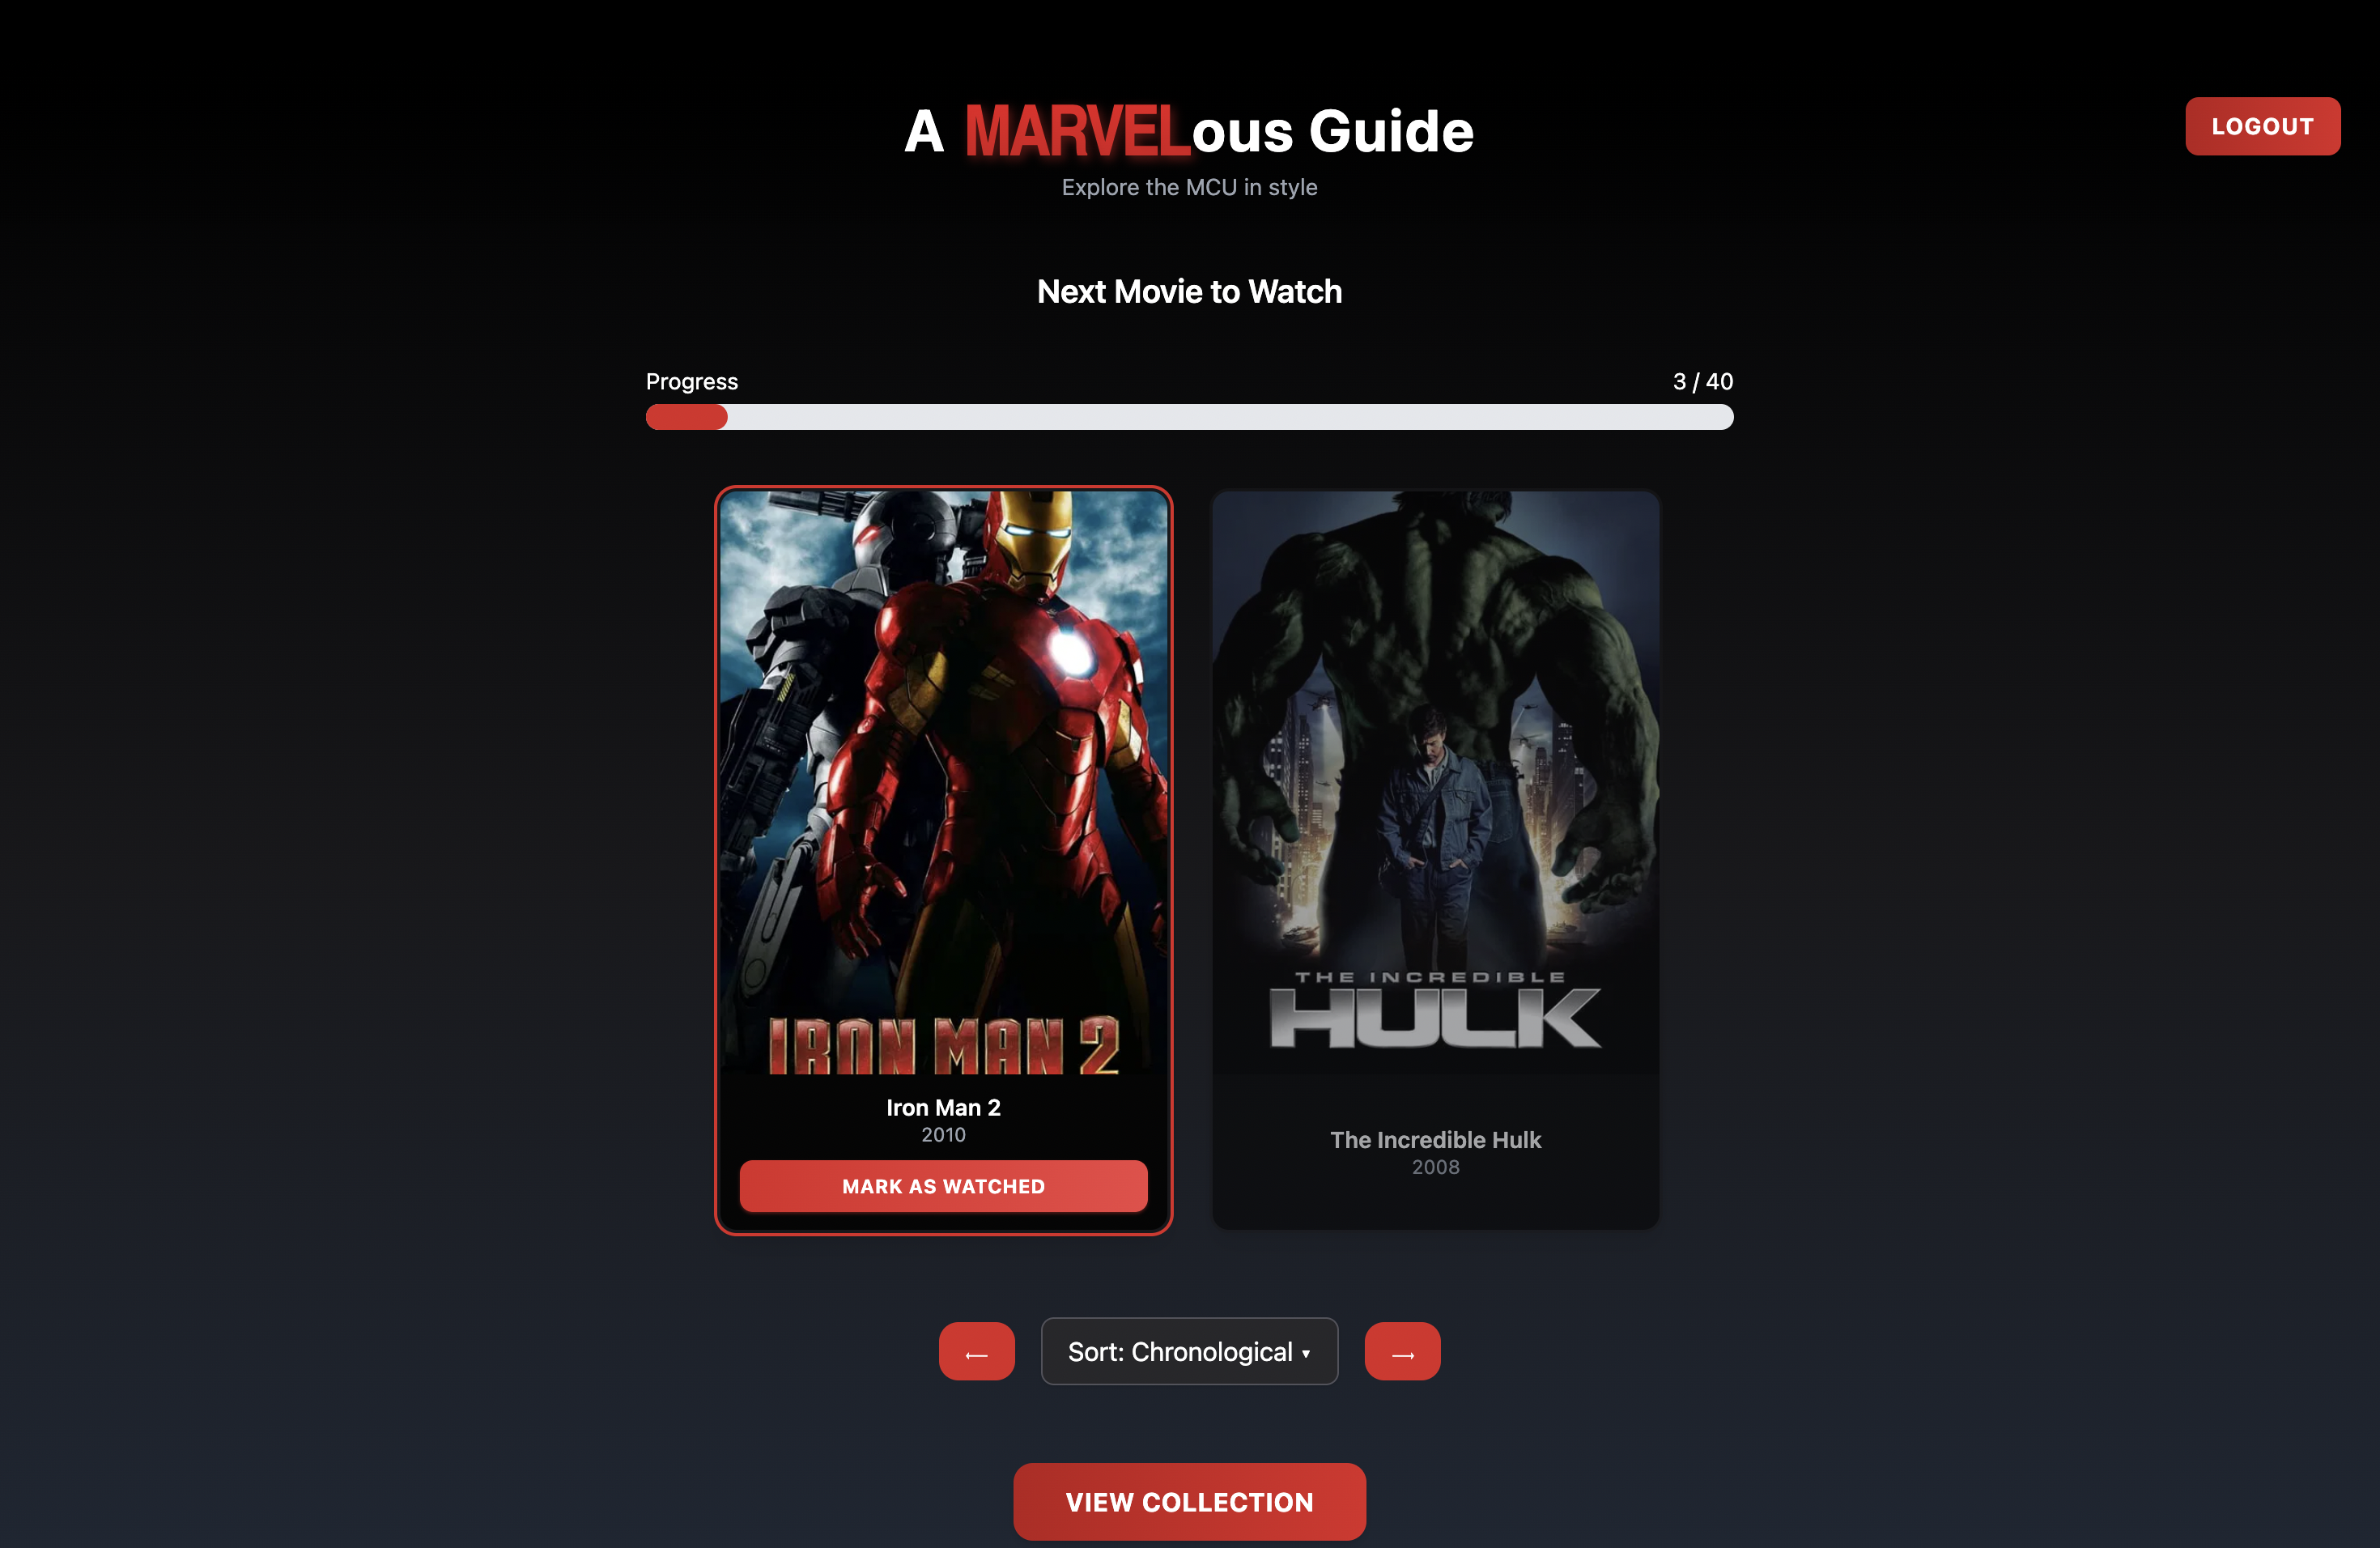 A MARVELous Guide
LOGOUT
Explore the MCU in style
Next Movie to Watch
Progress
3 / 40
IRON MAN 2
Iron Man 2
2010
MARK AS WATCHED
THE INCREDIBLE
HULK
The Incredible Hulk
2008
←
Sort: Chronological ▾
→
VIEW COLLECTION